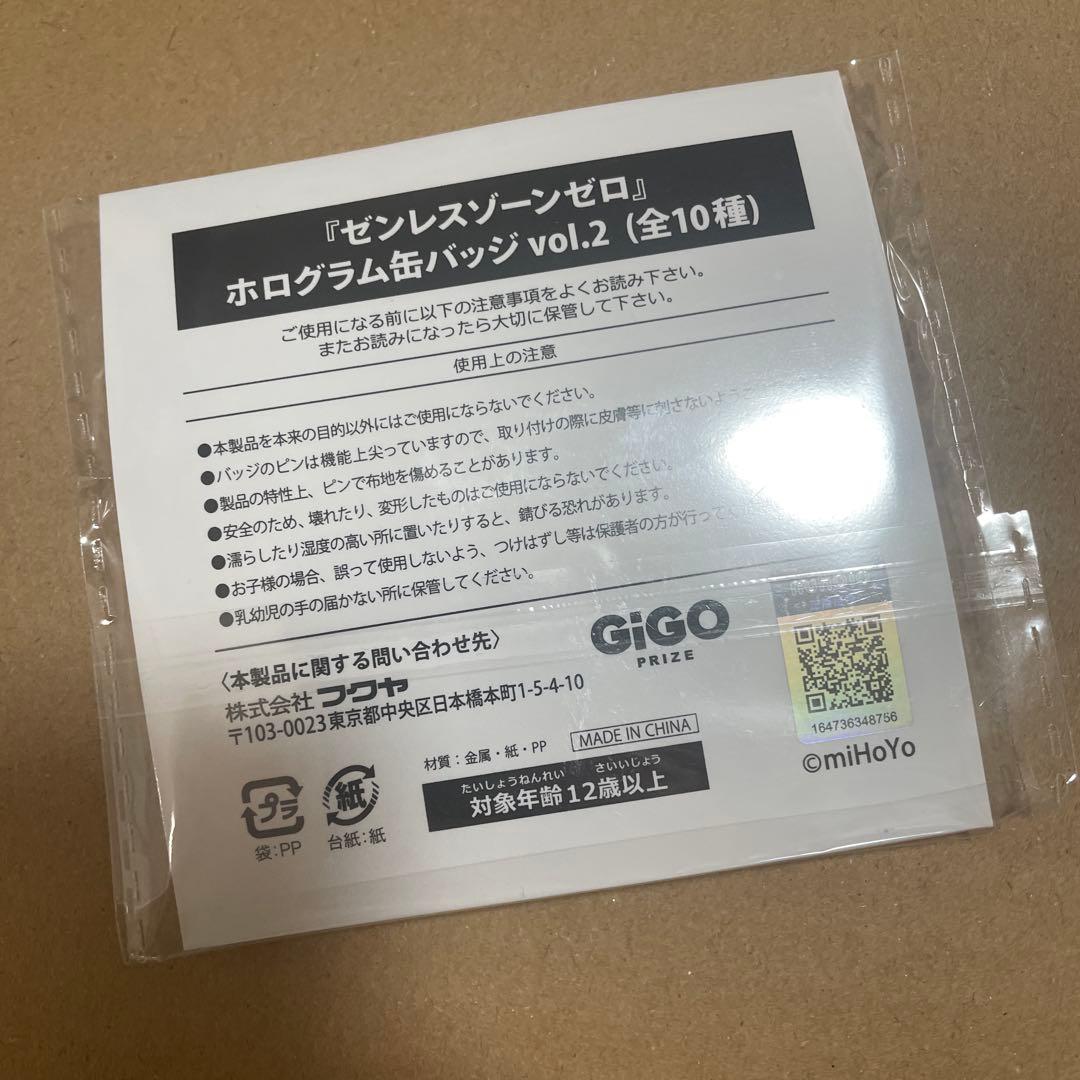 『ゼンレスゾーンゼロ』
ホログラム缶バッジ vol.2 (全10種)
ご使用になる前に以下の注意事項をよくお読み下さい。
またお読みになったら大切に保管して下さい。
使用上の注意
●本製品を本来の目的以外にはご使用にならないでください。
●バッジのピンは機能上尖っていますので、取り付けの際に皮膚等に刺さないよう
●製品の特性上、ピンで布地を傷めることがあります。
●安全のため、壊れたり、変形したものはご使用にならないでください。
●濡らしたり湿度の高い所に置いたりすると、錆びる恐れがあります。
●お子様の場合、誤って使用しないよう、つけはずし等は保護者の方が行って
●乳幼児の手の届かない所に保管してください。
〈本製品に関する問い合わせ先〉
株式会社フクヤ
〒103-0023 東京都中央区日本橋本町1-5-4-10
GiGO
PRIZE
164736348756
©miHoYo
材質：金属・紙・PP
MADE IN CHINA
たいしょうねんれい さいいじょう
対象年齢12歳以上
プラ
袋：PP
紙
台紙：紙